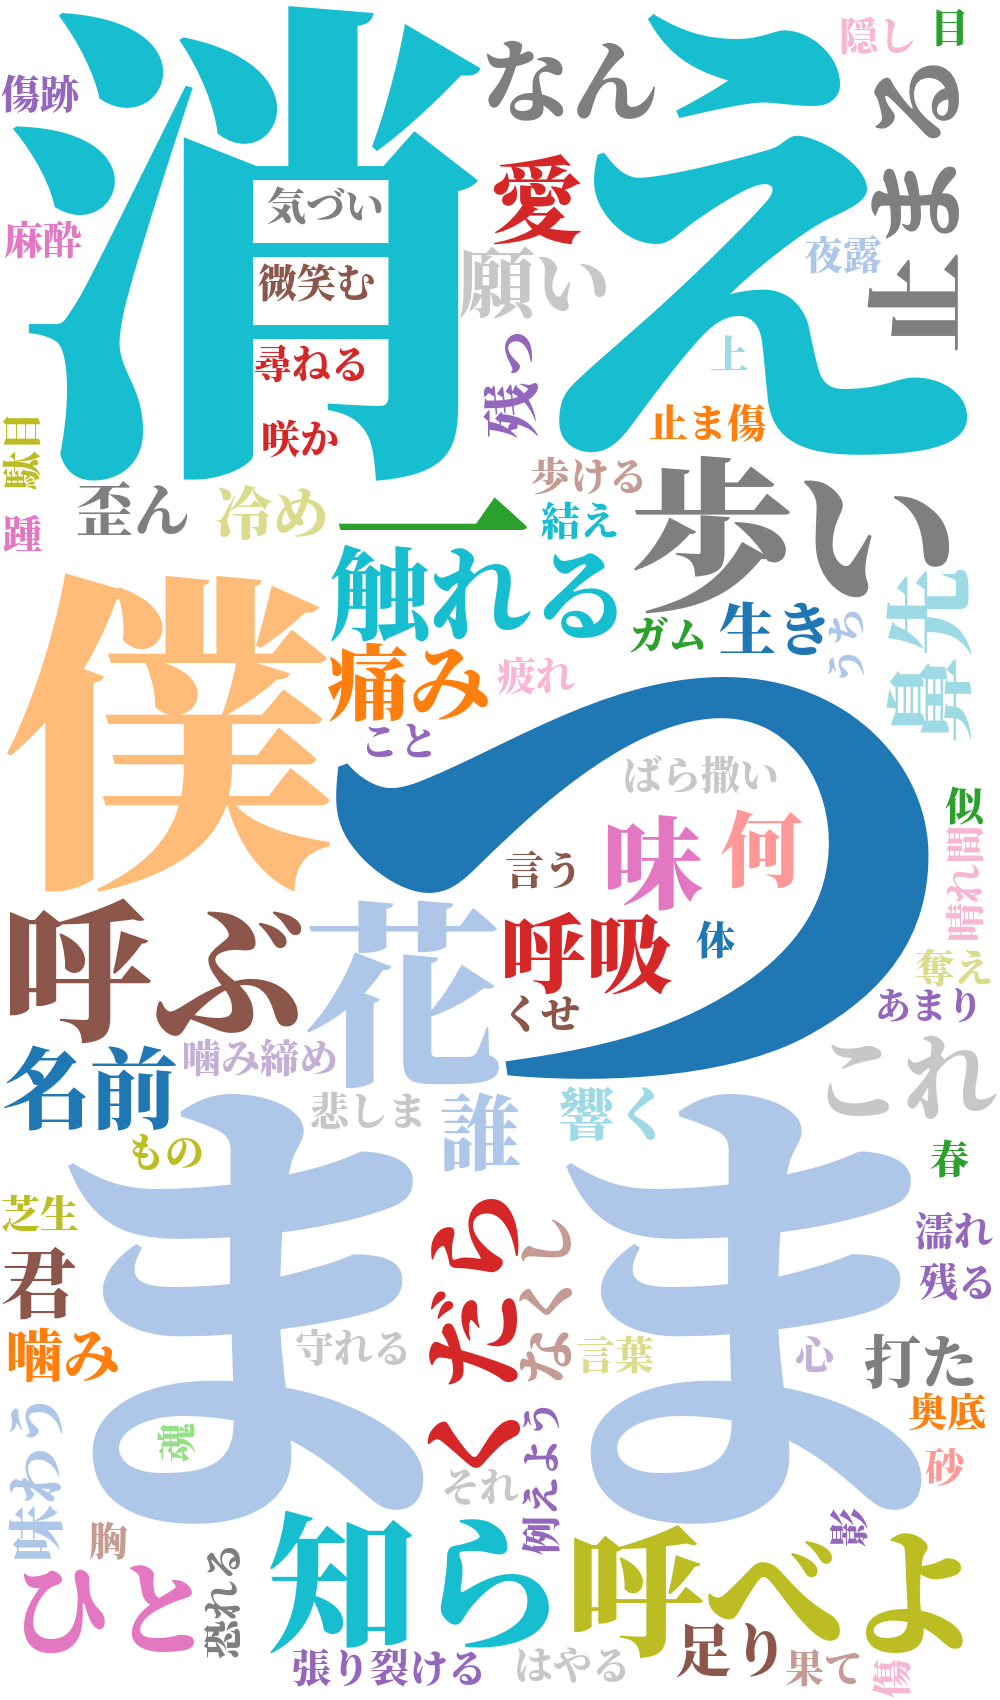 消え
なん
隠し
目
止まる
傷跡
愛
気づい
麻酔
願い
夜露
微笑む
尋ねる
残っ
上
咲か
止ま傷
駄目
歩ける
歩い
歪ん
冷め
一
結え
踵
触れる
ガム
生き
うち
鼻先
僕
痛み
疲れ
こと
つ
ばら撒い
似
味
何
晴れ間
言う
呼ぶ
花
呼吸
体
奪え
くせ
あまり
名前
噛み締め
これ
悲しま
誰
響く
まま
もの
春
芝生
君
くだら
なくし
濡れ
残る
噛み
守れる
言葉
心
打た
奥底
味わう
魂
例えよう
砂
それ
影
胸
ひと
恐れる
知ら
呼べよ
足り
張り裂ける
はやる
果て
傷